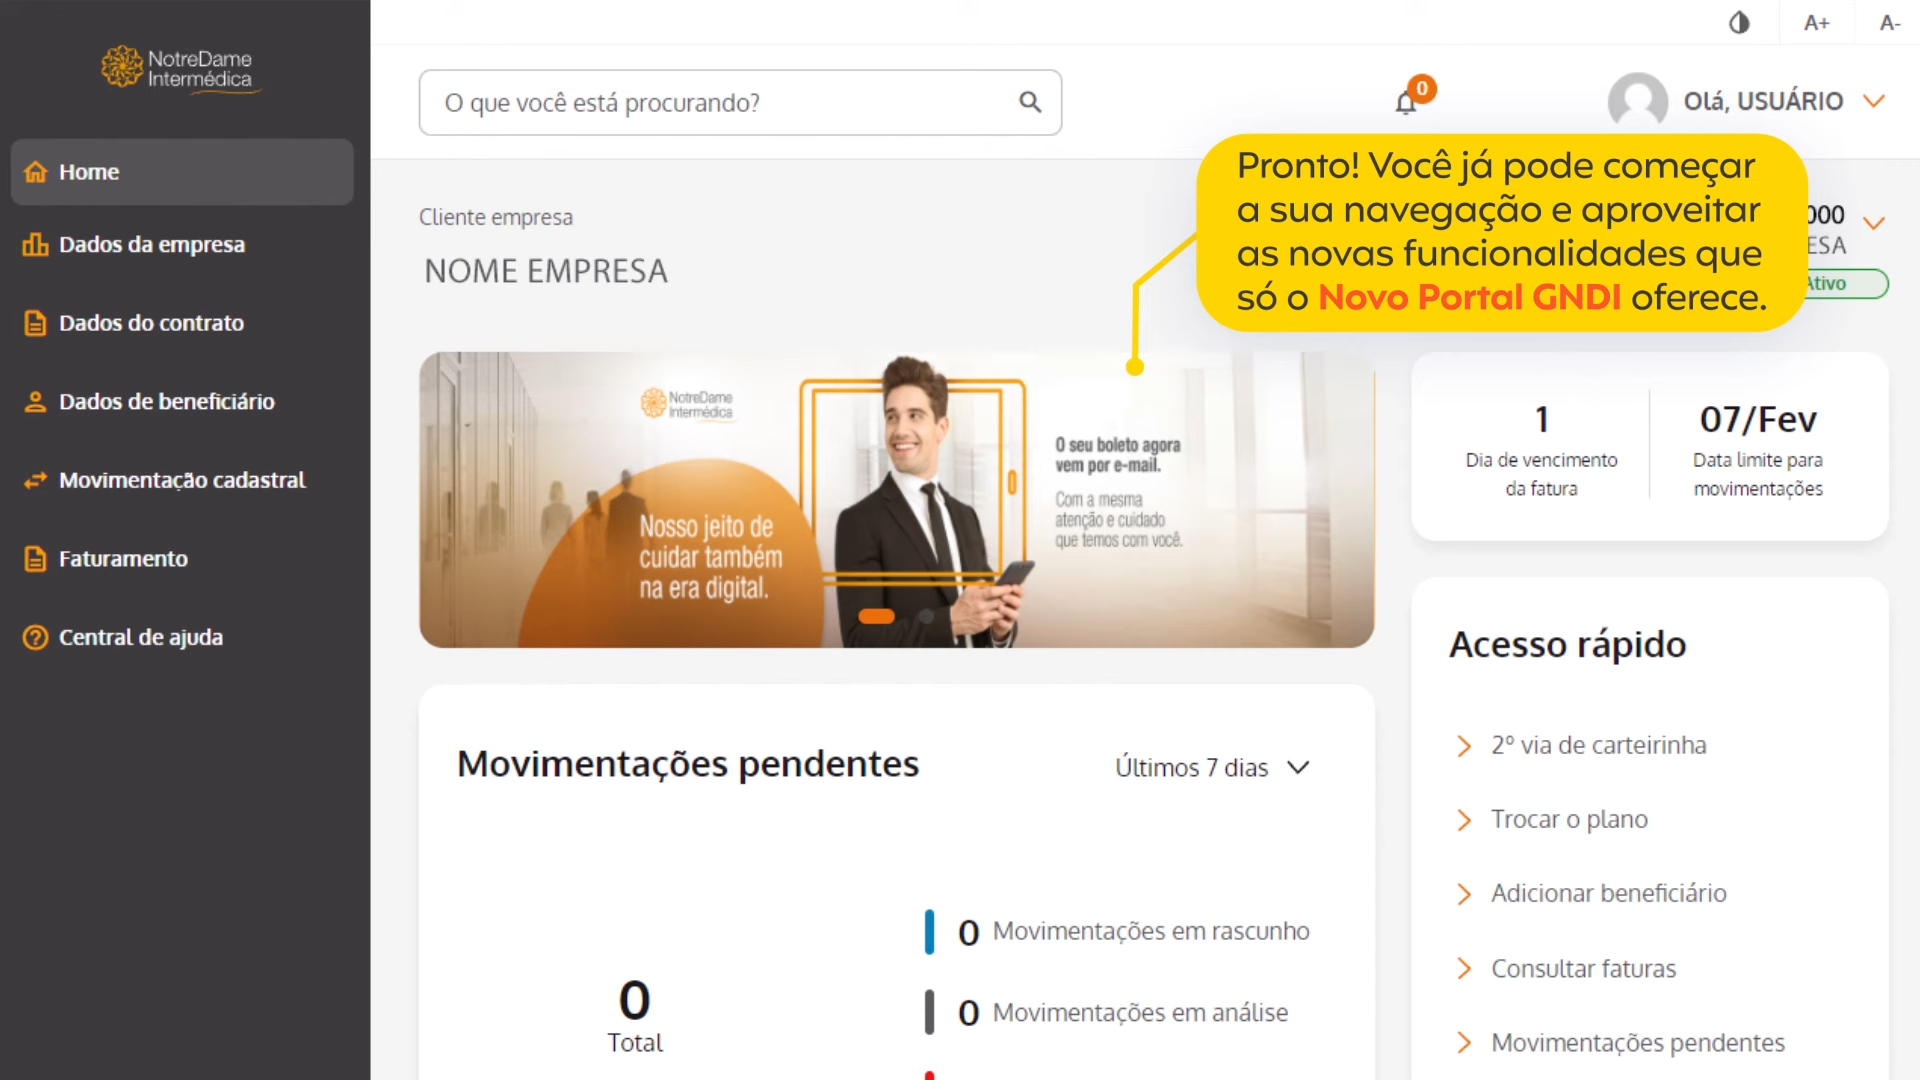 A+
A-
NotreDame
Intermédica
O que você está procurando?
0
Olá, USUÁRIO
Home
Dados da empresa
Dados do contrato
Dados de beneficiário
Movimentação cadastral
Faturamento
Central de ajuda
Cliente empresa
NOME EMPRESA
Pronto! Você já pode começar
a sua navegação e aproveitar
as novas funcionalidades que
só o Novo Portal GNDI oferece.
000
ESA
Ativo
NotreDame
Intermédica
Nosso jeito de
cuidar também
na era digital.
O seu boleto agora
vem por e-mail.
Com a mesma
atenção e cuidado
que temos com você.
1
Dia de vencimento
da fatura
07/Fev
Data limite para
movimentações
Movimentações pendentes
Últimos 7 dias
0
Total
0 Movimentações em rascunho
0 Movimentações em análise
Acesso rápido
2º via de carteirinha
Trocar o plano
Adicionar beneficiário
Consultar faturas
Movimentações pendentes